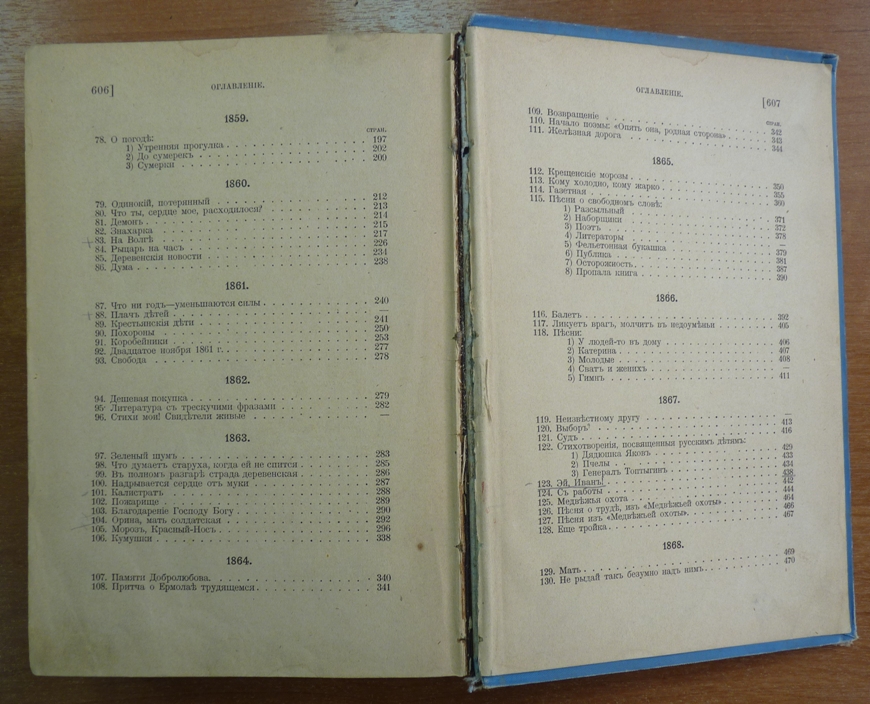 606]
ОГЛАВЛЕНІЕ.
1859.
СТРАН.
78. О погодѣ: 197
1) Утренняя прогулка 202
2) До сумерекъ 209
3) Сумерки
1860.
79. Одинокій, потерянный 212
80. Что ты, сердце мое, расходилося? 213
81. Демонъ 214
82. Знахарка 215
83. На Волгѣ 217
84. Рыцарь на часъ 226
85. Деревенскія новости 234
86. Дума 238
1861.
87. Что ни годъ—уменьшаются силы 240
88. Плачъ дѣтей —
89. Крестьянскія дѣти 241
90. Похороны 250
91. Коробейники 253
92. Двадцатое ноября 1861 г. 277
93. Свобода 278
1862.
94. Дешевая покупка 279
95. Литература съ трескучими фразами 282
96. Стихи мои! Свидѣтели живые —
1863.
97. Зеленый шумъ 283
98. Что думаетъ старуха, когда ей не спится 285
99. Въ полномъ разгарѣ страда деревенская 286
100. Надрывается сердце отъ муки 287
101. Калистратъ 288
102. Пожарище 289
103. Благодареніе Господу Богу 290
104. Орина, мать солдатская 292
105. Морозъ, Красный-Носъ 296
106. Кумушки 338
1864.
107. Памяти Добролюбова 340
108. Притча о Ермолаѣ трудящемся 341
ОГЛАВЛЕНІЕ.
[607
СТРАН.
109. Возвращеніе 342
110. Начало поэмы: «Опять она, родная сторона» 343
111. Желѣзная дорога 344
1865.
112. Крещенскіе морозы 350
113. Кому холодно, кому жарко 355
114. Газетная 360
115. Пѣсни о свободномъ словѣ:
1) Разсыльный 371
2) Наборщики 372
3) Поэтъ 378
4) Литераторы —
5) Фельетонная букашка 379
6) Публика 381
7) Осторожность 387
8) Пропала книга 390
1866.
116. Балетъ 392
117. Ликуетъ врагъ, молчитъ въ недоумѣньи 405
118. Пѣсни:
1) У людей-то въ дому 406
2) Катерина 407
3) Молодые 408
4) Сватъ и женихъ —
5) Гимнъ 411
1867.
119. Неизвѣстному другу —
120. Выборъ 413
121. Судъ 416
122. Стихотворенія, посвященныя русскимъ дѣтямъ:
1) Дядюшка Яковъ 429
2) Пчелы 433
3) Генералъ Топтыгинъ 434
123. Эй, Иванъ! 438
124. Съ работы 442
125. Медвѣжья охота 444
126. Пѣсня о трудѣ, изъ «Медвѣжьей охоты» 464
127. Пѣсня изъ «Медвѣжьей охоты» 466
128. Еще тройка 467
1868.
129. Мать 469
130. Не рыдай такъ безумно надъ нимъ 470